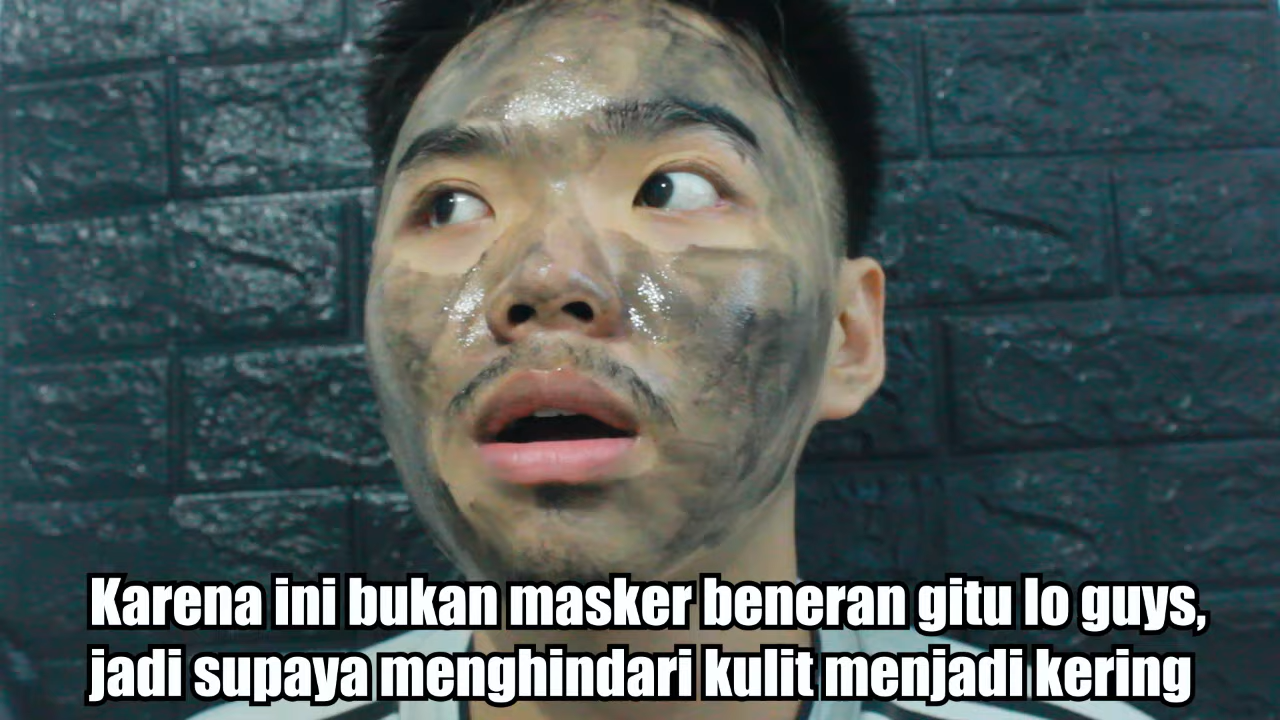 Karena ini bukan masker beneran gitu lo guys,
jadi supaya menghindari kulit menjadi kering